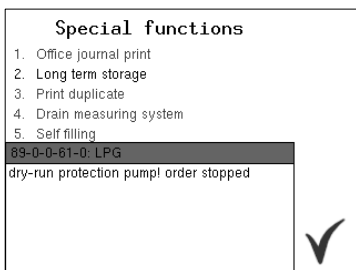 Special functions
1. Office journal print
2. Long term storage
3. Print duplicate
4. Drain measuring system
5. Self filling
89-0-0-61-0: LPG
dry-run protection pump! order stopped